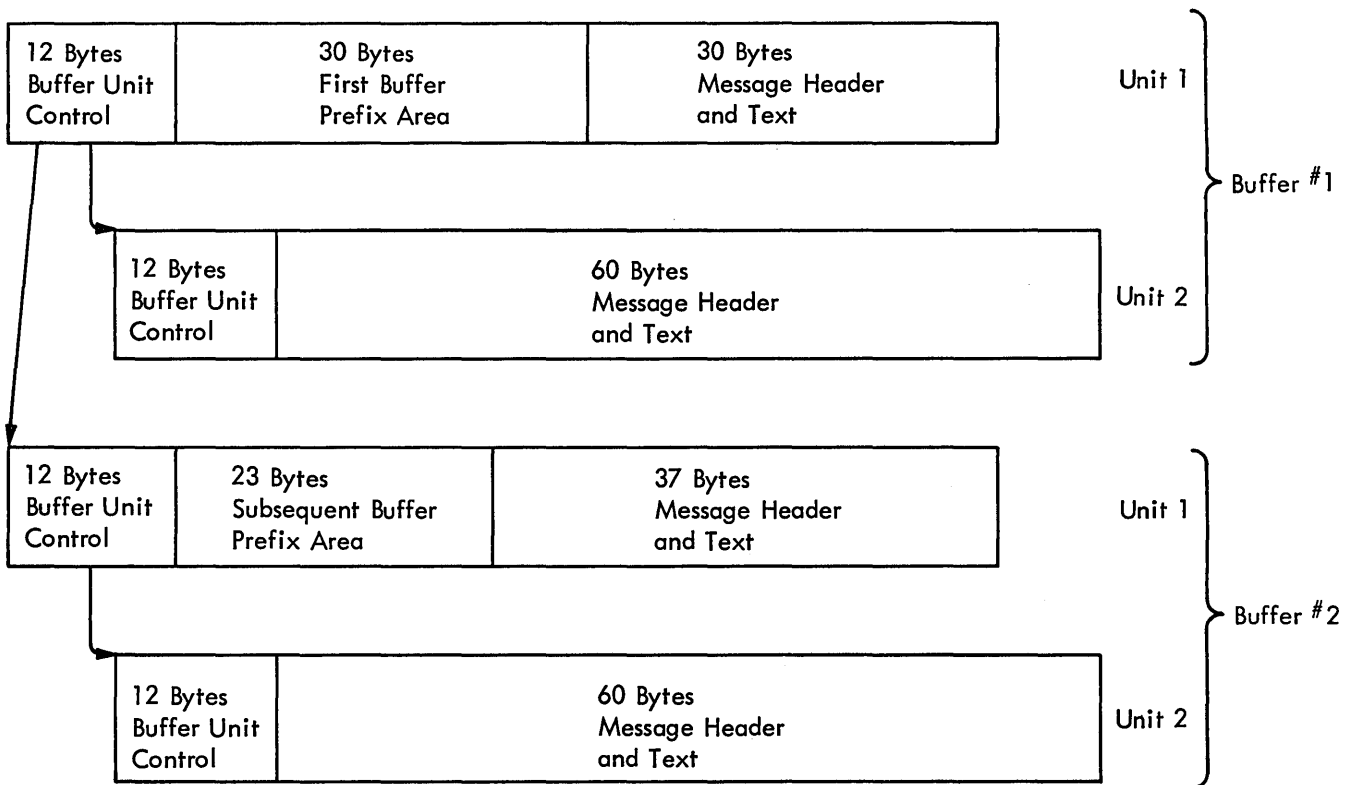 12 Bytes
Buffer Unit
Control
30 Bytes
First Buffer
Prefix Area
30 Bytes
Message Header
and Text
Unit 1
Buffer #1
12 Bytes
Buffer Unit
Control
60 Bytes
Message Header
and Text
Unit 2
12 Bytes
Buffer Unit
Control
23 Bytes
Subsequent Buffer
Prefix Area
37 Bytes
Message Header
and Text
Unit 1
Buffer #2
12 Bytes
Buffer Unit
Control
60 Bytes
Message Header
and Text
Unit 2